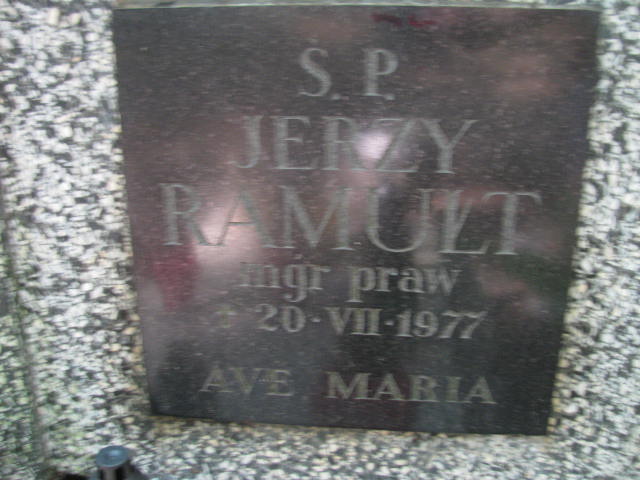 Ś. P.
JERZY
RAMUŁT
mgr praw
† 20-VII-1977
AVE MARIA